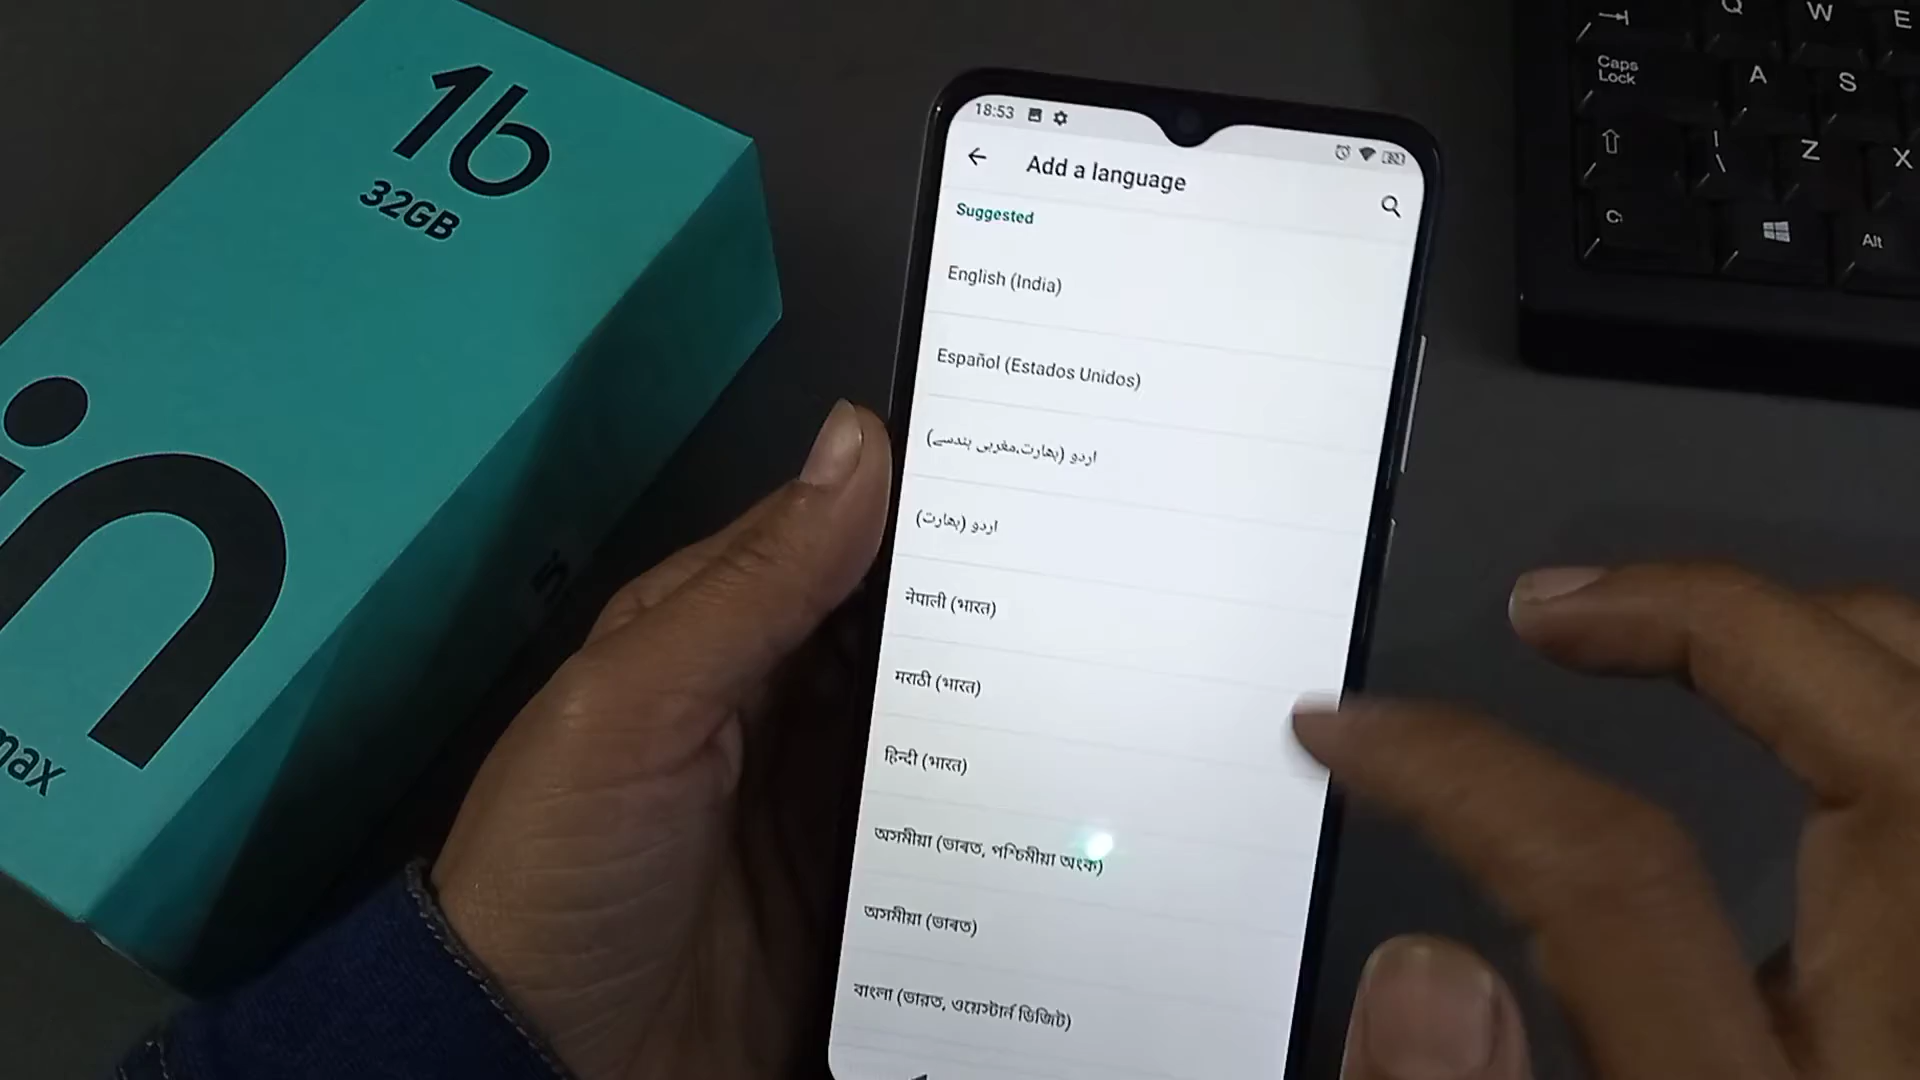 1b
32GB
in
max
18:53
Add a language
Suggested
English (India)
Español (Estados Unidos)
اردو (بھارت،مغربی ہندسے)
اردو (بھارت)
नेपाली (भारत)
मराठी (भारत)
हिन्दी (भारत)
অসমীয়া (ভাৰত, পশ্চিমীয়া অংক)
অসমীয়া (ভাৰত)
বাংলা (ভারত, ওয়েস্টার্ন ডিজিট)
Q W E
Caps Lock
A S
Z X
Alt